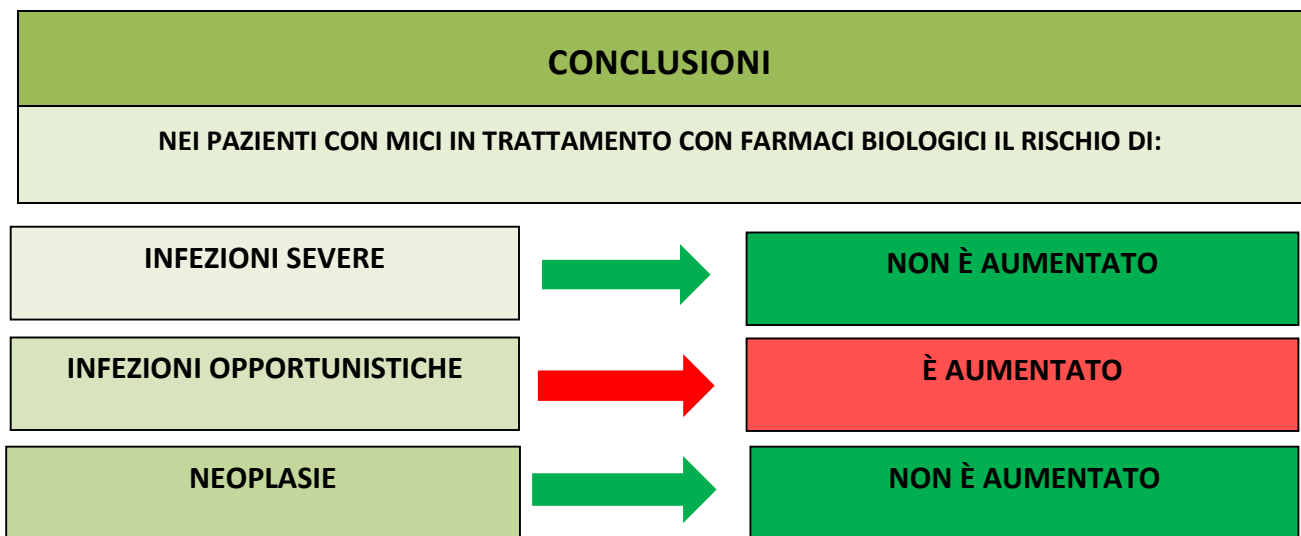 CONCLUSIONI
NEI PAZIENTI CON MICI IN TRATTAMENTO CON FARMACI BIOLOGICI IL RISCHIO DI:
INFEZIONI SEVERE
NON È AUMENTATO
INFEZIONI OPPORTUNISTICHE
È AUMENTATO
NEOPLASIE
NON È AUMENTATO